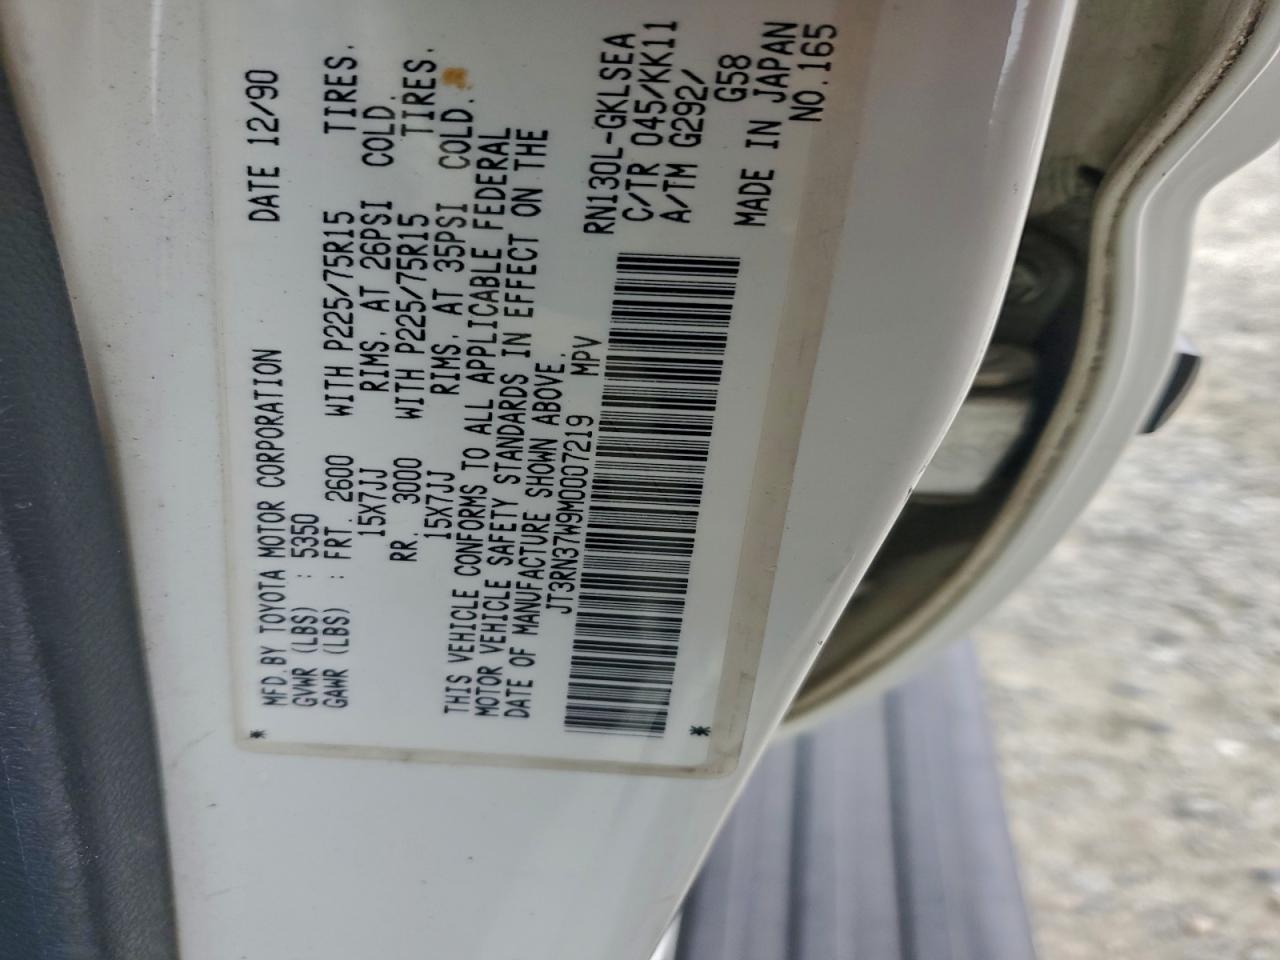 MFD. BY TOYOTA MOTOR CORPORATION DATE 12/90
GVWR (LBS) : 5350
GAWR (LBS) : FRT. 2600 WITH P225/75R15 TIRES.
15X7JJ RIMS. AT 26PSI COLD.
RR. 3000 WITH P225/75R15 TIRES.
15X7JJ RIMS. AT 35PSI COLD.
THIS VEHICLE CONFORMS TO ALL APPLICABLE FEDERAL
MOTOR VEHICLE SAFETY STANDARDS IN EFFECT ON THE
DATE OF MANUFACTURE SHOWN ABOVE.
JT3RN37W9M0007219 MPV
RN130L-GKLSEA
C/TR 045/KK11
A/TM G292/
G58
MADE IN JAPAN
NO.165